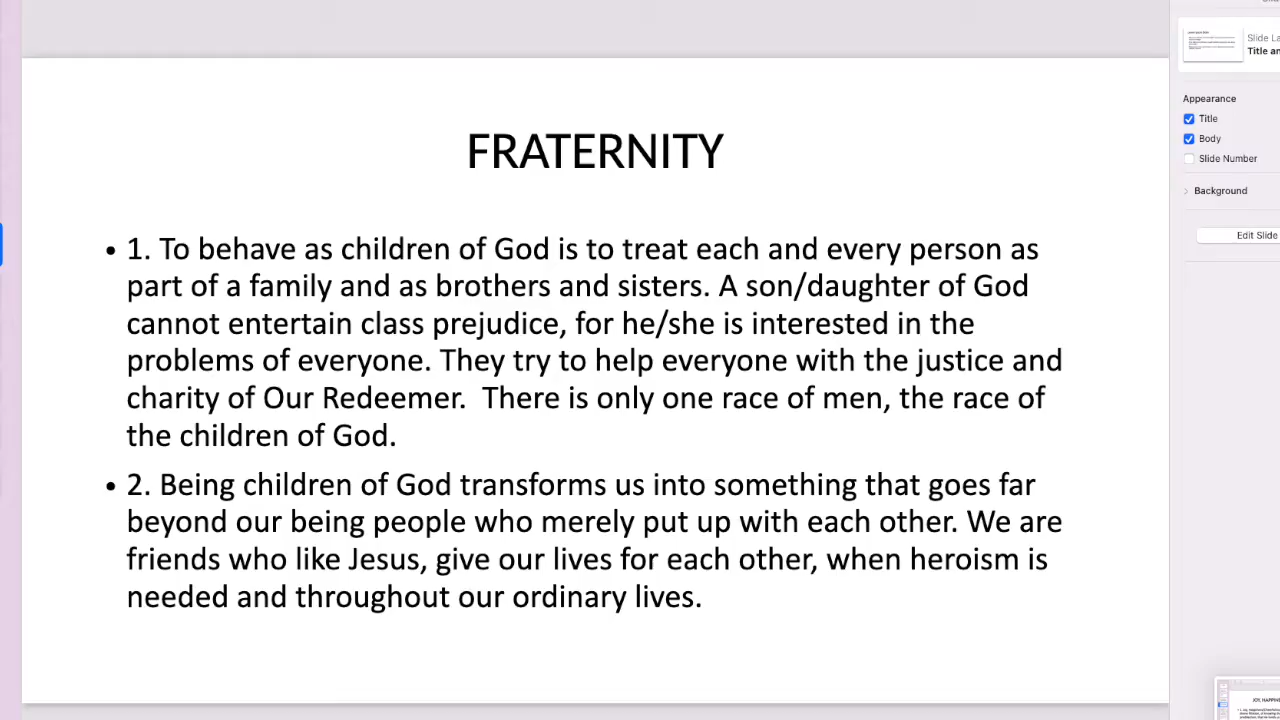 Slide La
Title an
Appearance
Title
Body
Slide Number
Background
Edit Slide
FRATERNITY
• 1. To behave as children of God is to treat each and every person as
part of a family and as brothers and sisters. A son/daughter of God
cannot entertain class prejudice, for he/she is interested in the
problems of everyone. They try to help everyone with the justice and
charity of Our Redeemer.  There is only one race of men, the race of
the children of God.
• 2. Being children of God transforms us into something that goes far
beyond our being people who merely put up with each other. We are
friends who like Jesus, give our lives for each other, when heroism is
needed and throughout our ordinary lives.
JOY, HAPPINE